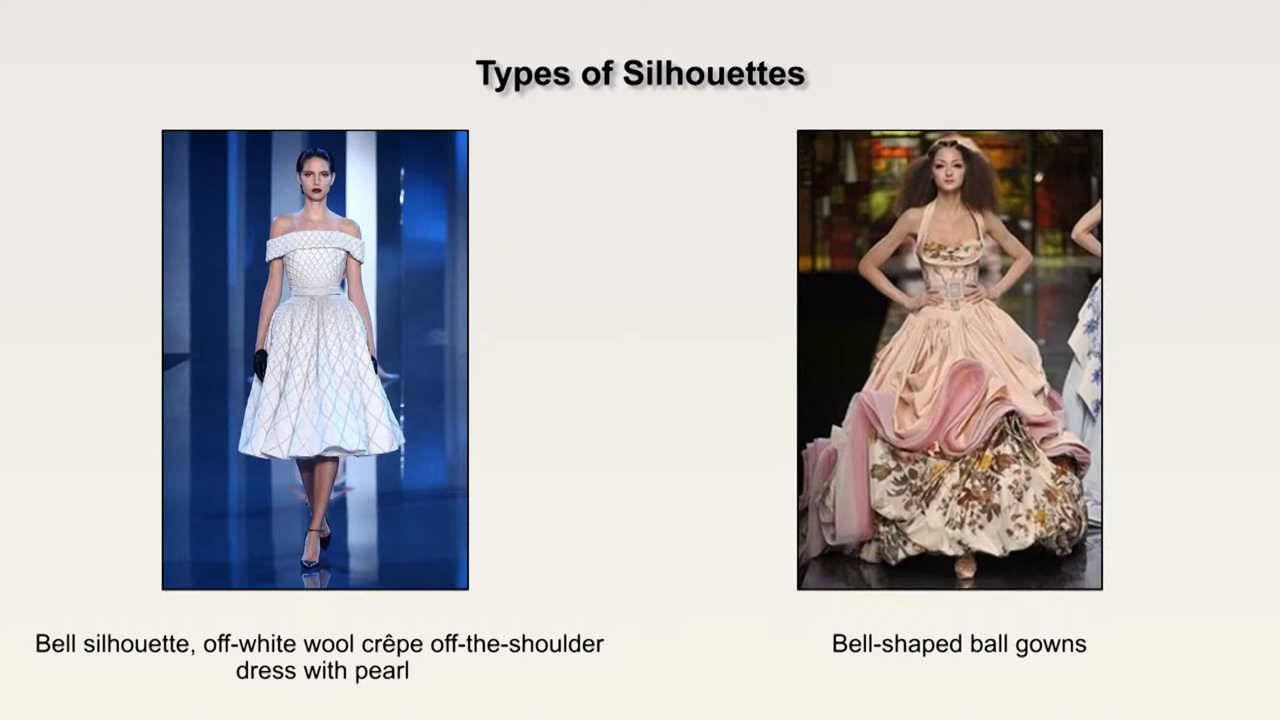 Types of Silhouettes
Bell silhouette, off-white wool crêpe off-the-shoulder
dress with pearl
Bell-shaped ball gowns